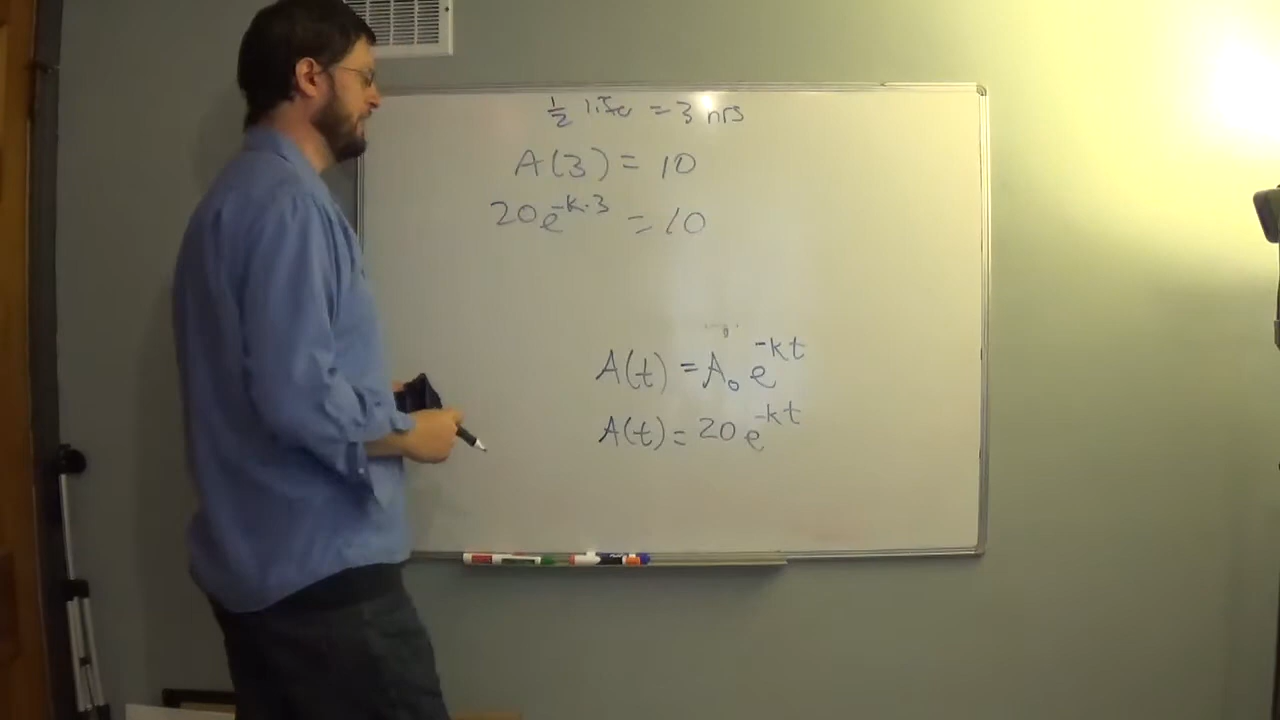 ½ life = 3 hrs
A(3) = 10
20e^{-k·3} = 10
A(t) = A₀ e^{-kt}
A(t) = 20 e^{-kt}